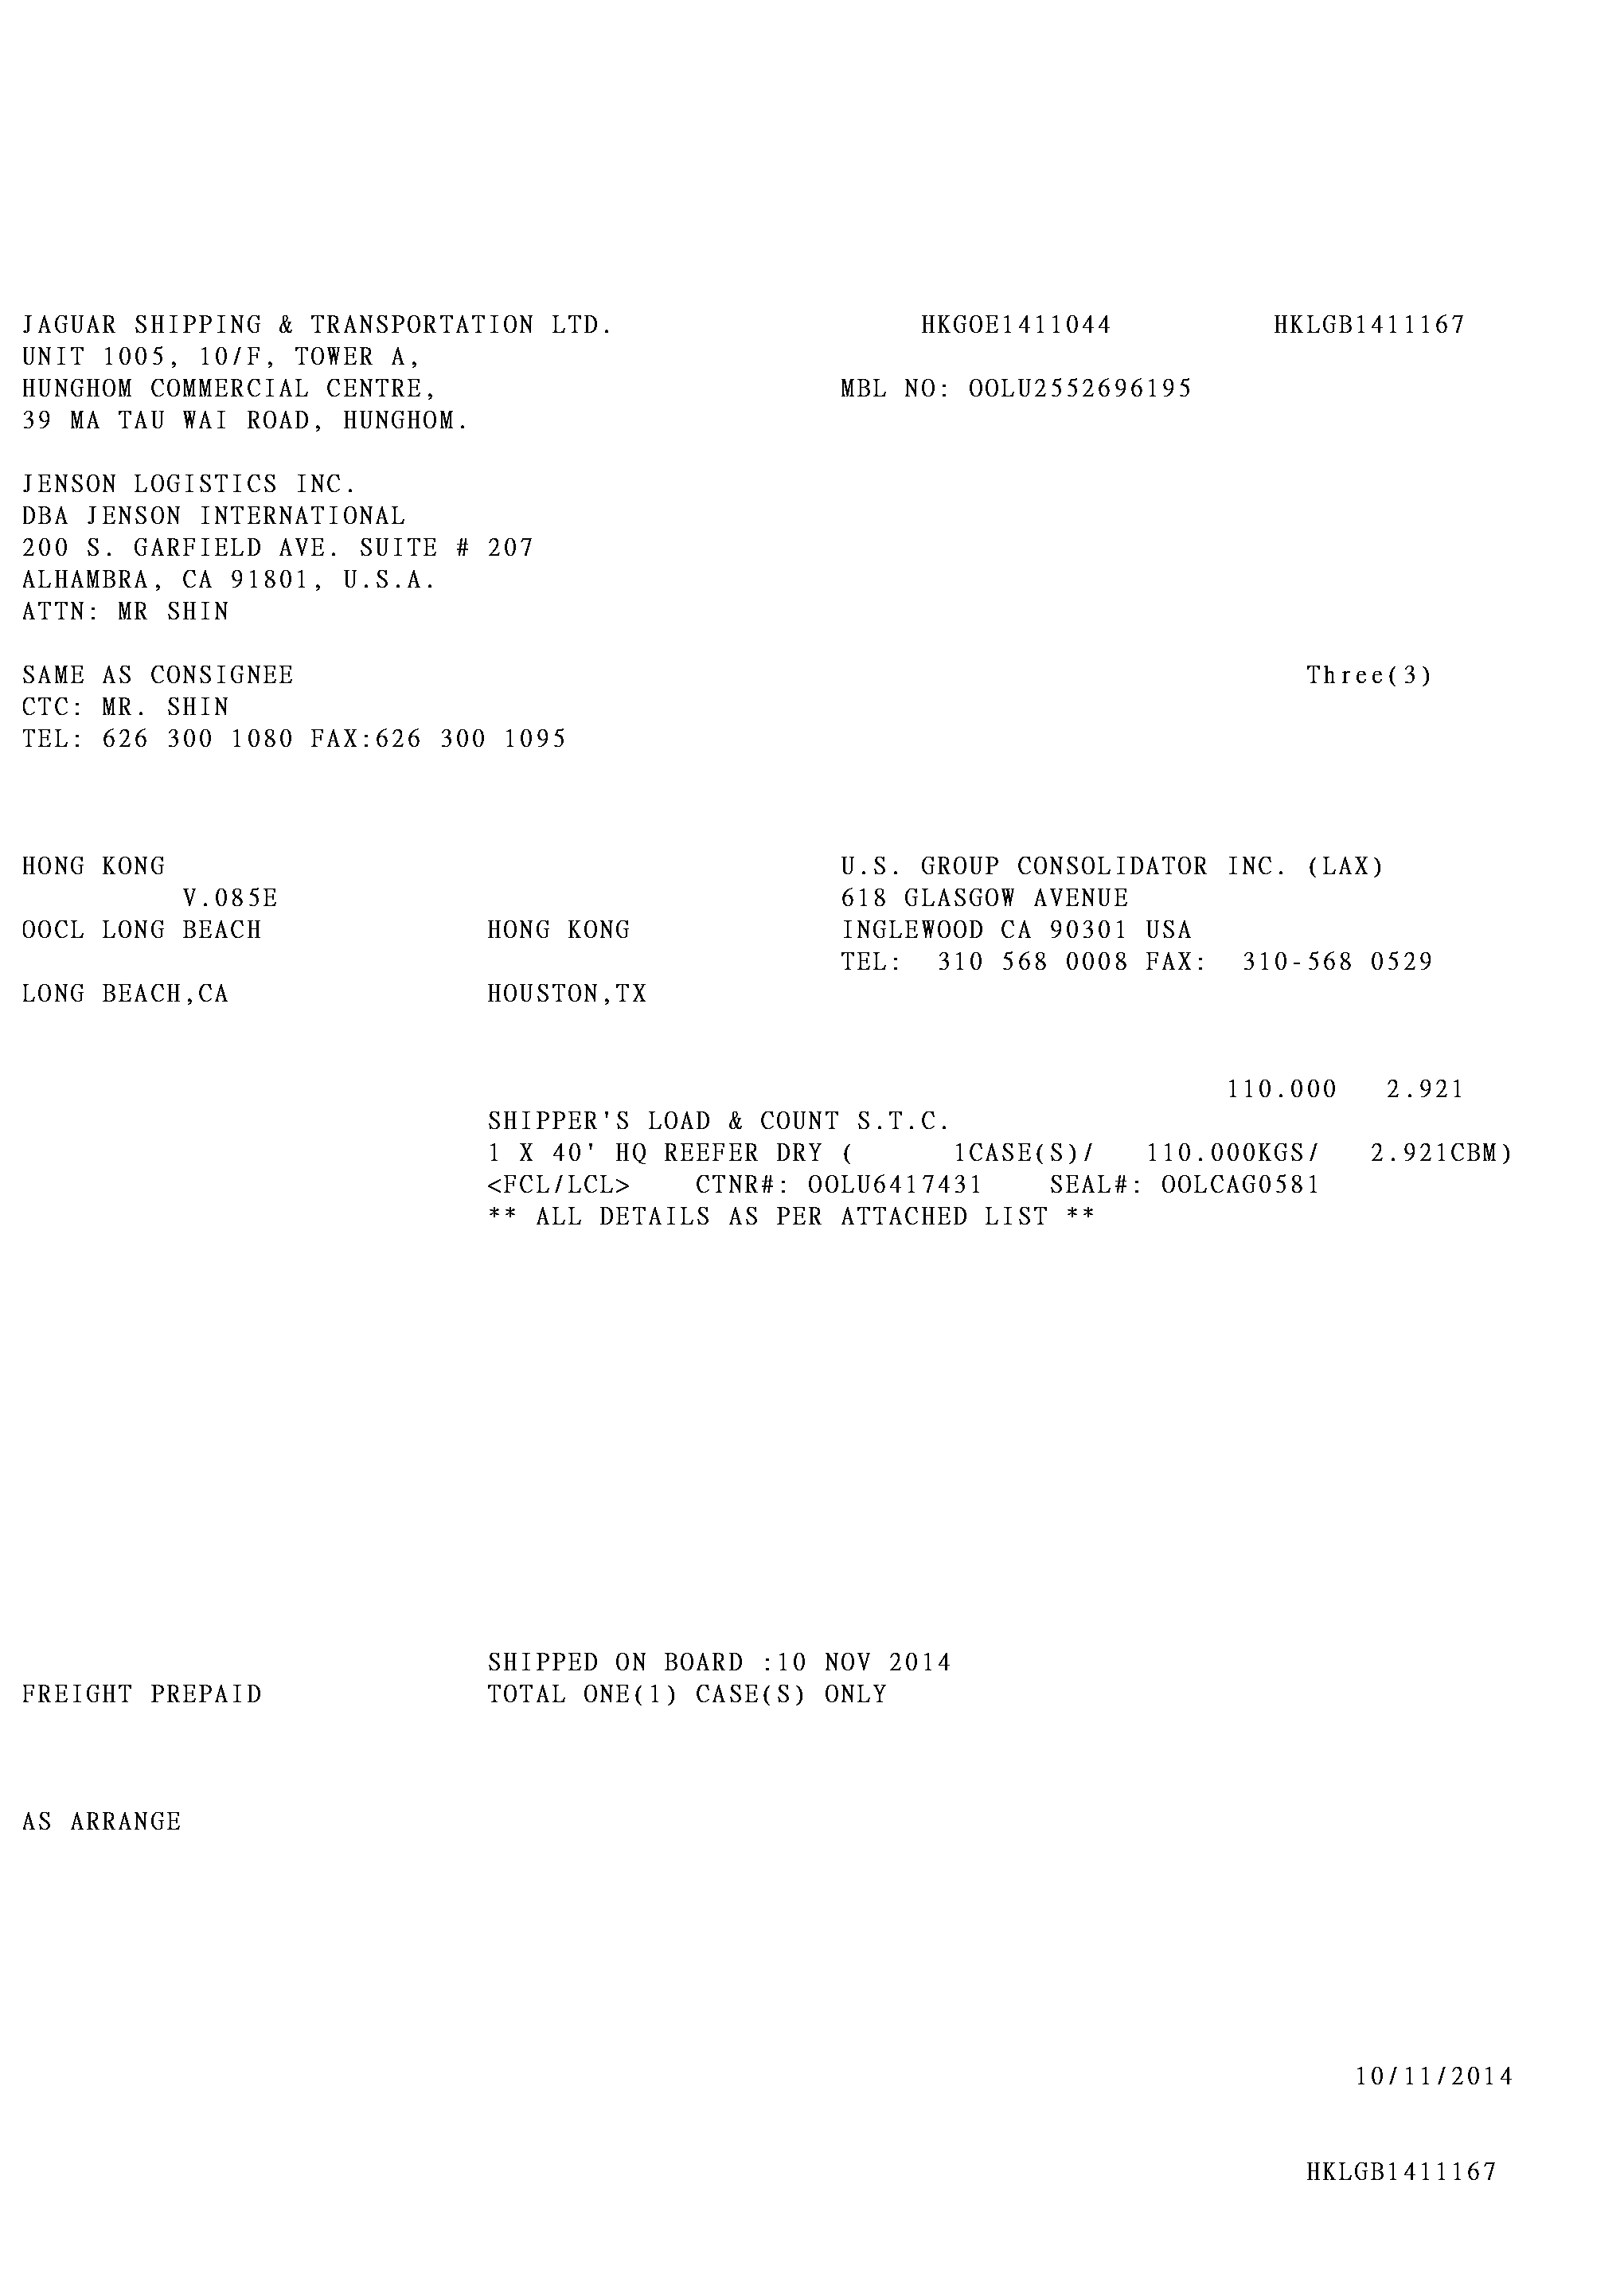 JAGUAR SHIPPING & TRANSPORTATION LTD. HKGOE1411044 HKLGB1411167
UNIT 1005, 10/F, TOWER A,
HUNGHOM COMMERCIAL CENTRE, MBL NO: OOLU2552696195
39 MA TAU WAI ROAD, HUNGHOM.
JENSON LOGISTICS INC.
DBA JENSON INTERNATIONAL
200 S. GARFIELD AVE. SUITE # 207
ALHAMBRA, CA 91801, U.S.A.
ATTN: MR SHIN
SAME AS CONSIGNEE Three(3)
CTC: MR. SHIN
TEL: 626 300 1080 FAX:626 300 1095
HONG KONG U.S. GROUP CONSOLIDATOR INC. (LAX)
V.085E 618 GLASGOW AVENUE
OOCL LONG BEACH HONG KONG INGLEWOOD CA 90301 USA
TEL: 310 568 0008 FAX: 310-568 0529
LONG BEACH,CA HOUSTON,TX
110.000 2.921
SHIPPER'S LOAD & COUNT S.T.C.
1 X 40' HQ REEFER DRY ( 1CASE(S)/ 110.000KGS/ 2.921CBM)
<FCL/LCL> CTNR#: OOLU6417431 SEAL#: OOLCAG0581
** ALL DETAILS AS PER ATTACHED LIST **
SHIPPED ON BOARD :10 NOV 2014
FREIGHT PREPAID TOTAL ONE(1) CASE(S) ONLY
AS ARRANGE
10/11/2014
HKLGB1411167